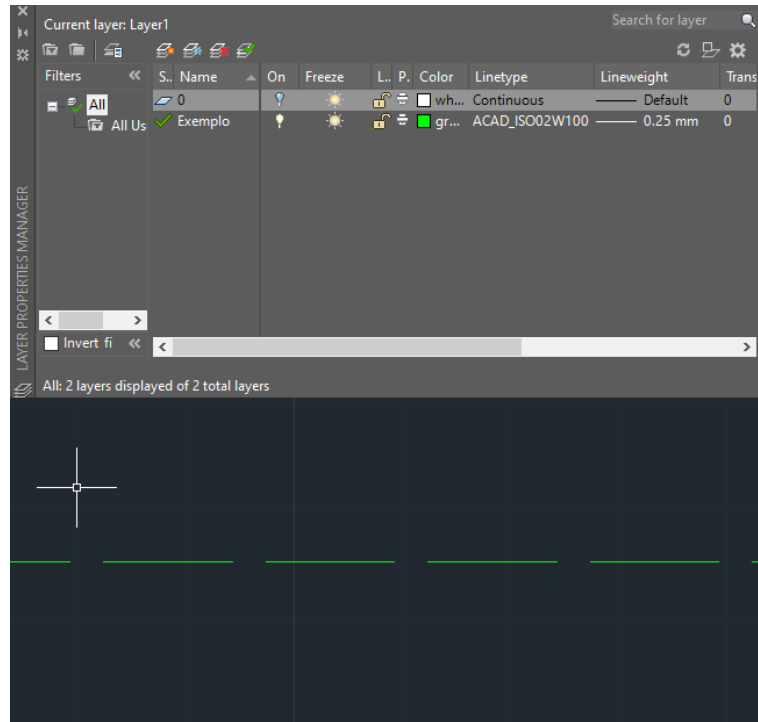 Current layer: Layer1
Search for layer
Filters
S.. Name On Freeze L.. P. Color Linetype Lineweight Trans
All
0 wh... Continuous Default 0
All Us
Exemplo gr... ACAD_ISO02W100 0.25 mm 0
LAYER PROPERTIES MANAGER
Invert fi
All: 2 layers displayed of 2 total layers